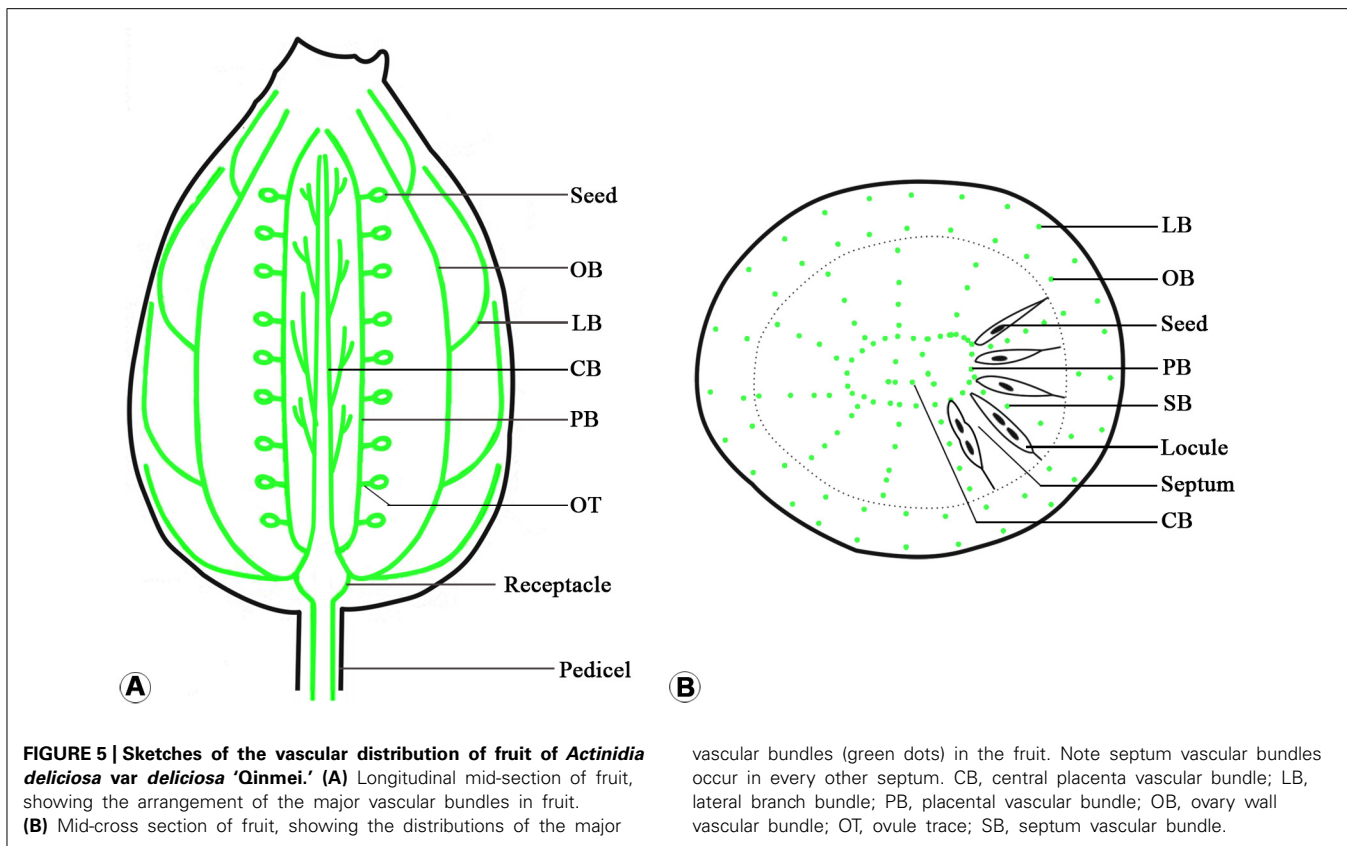 Seed
OB
LB
CB
PB
OT
Receptacle
Pedicel
A
LB
OB
Seed
PB
SB
Locule
Septum
CB
B
FIGURE 5 | Sketches of the vascular distribution of fruit of Actinidia
deliciosa var deliciosa ‘Qinmei.’ (A) Longitudinal mid-section of fruit,
showing the arrangement of the major vascular bundles in fruit.
(B) Mid-cross section of fruit, showing the distributions of the major
vascular bundles (green dots) in the fruit. Note septum vascular bundles
occur in every other septum. CB, central placenta vascular bundle; LB,
lateral branch bundle; PB, placental vascular bundle; OB, ovary wall
vascular bundle; OT, ovule trace; SB, septum vascular bundle.